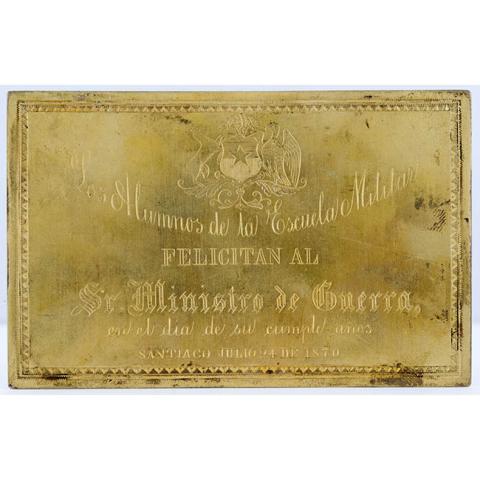 Los Alumnos de la Escuela Militar
FELICITAN AL
Sr. Ministro de Guerra,
en el dia de su cumple-años
SANTIAGO JULIO 24 DE 1870